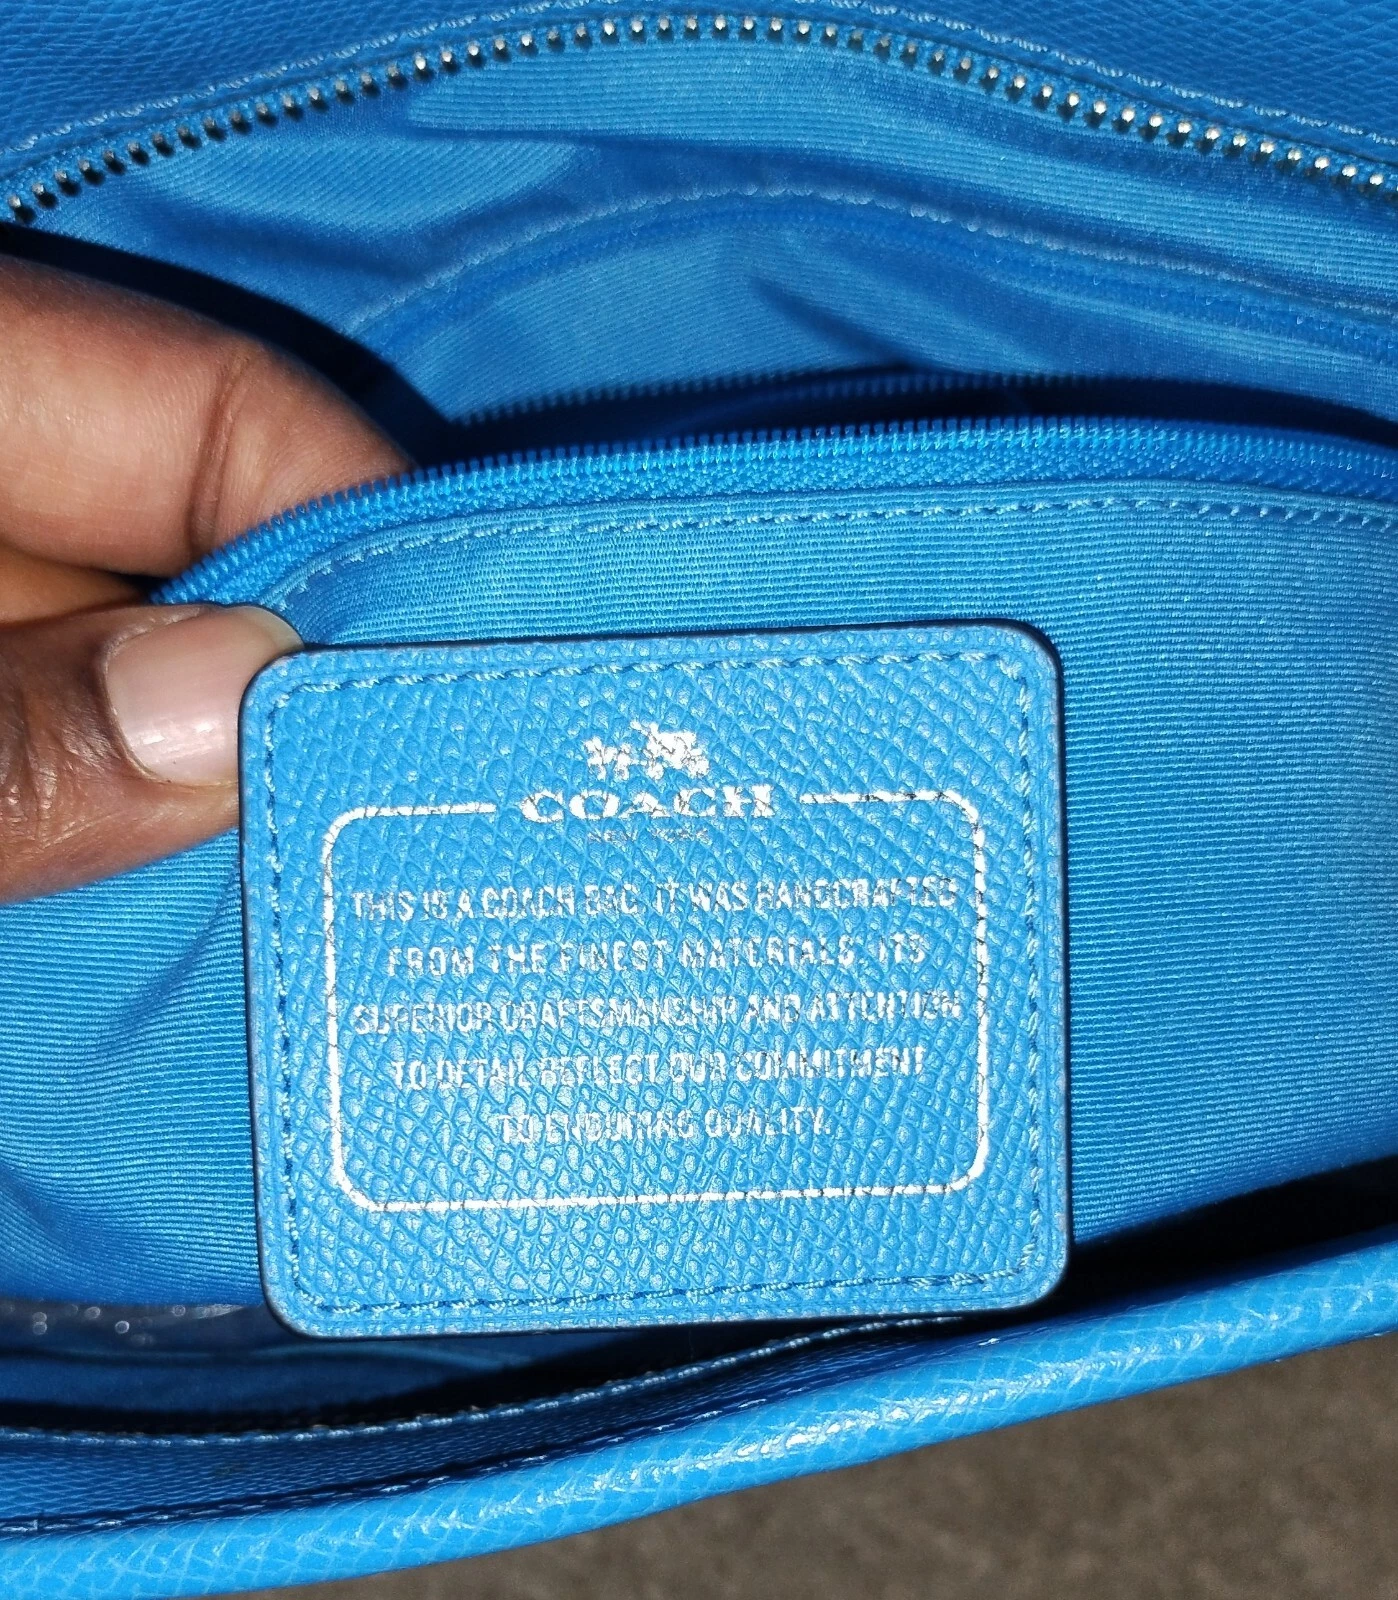 COACH
NEW YORK
THIS IS A COACH BAG. IT WAS HANDCRAFTED
FROM THE FINEST MATERIALS. ITS
SUPERIOR CRAFTSMANSHIP AND ATTENTION
TO DETAIL REFLECT OUR COMMITMENT
TO ENDURING QUALITY.